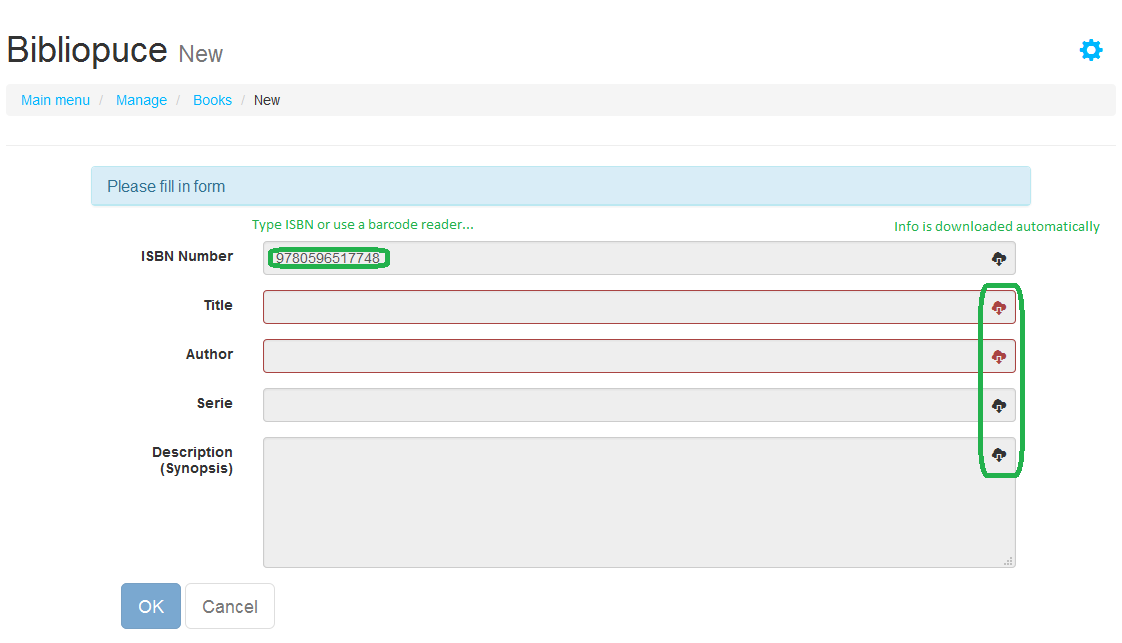 Bibliopuce New
Main menu / Manage / Books / New
Please fill in form
Type ISBN or use a barcode reader...
Info is downloaded automatically
ISBN Number
9780596517748
Title
Author
Serie
Description
(Synopsis)
OK
Cancel